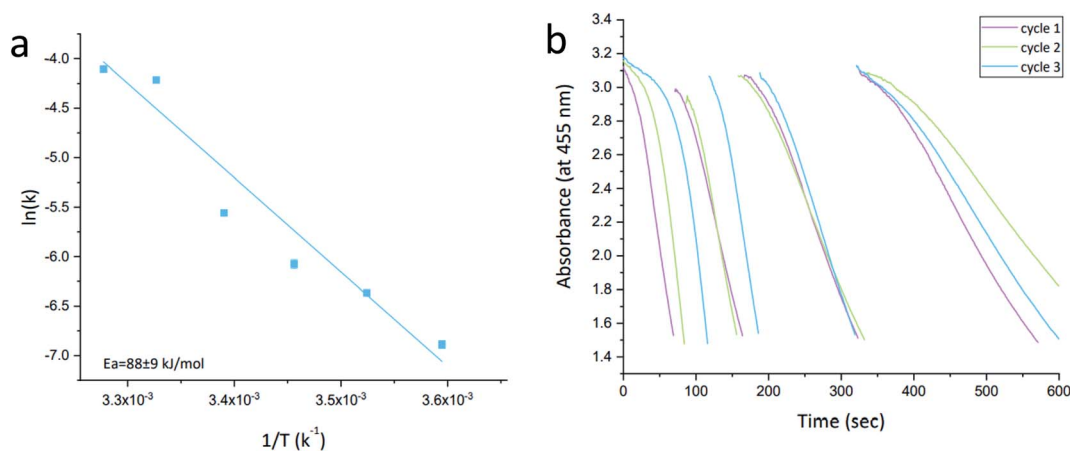 a
-4.0
-4.5
-5.0
-5.5
-6.0
-6.5
-7.0
ln(k)
Ea=88±9 kJ/mol
3.3x10⁻³
3.4x10⁻³
3.5x10⁻³
3.6x10⁻³
1/T (k⁻¹)
b
cycle 1
cycle 2
cycle 3
3.4
3.2
3.0
2.8
2.6
2.4
2.2
2.0
1.8
1.6
1.4
Absorbance (at 455 nm)
0
100
200
300
400
500
600
Time (sec)